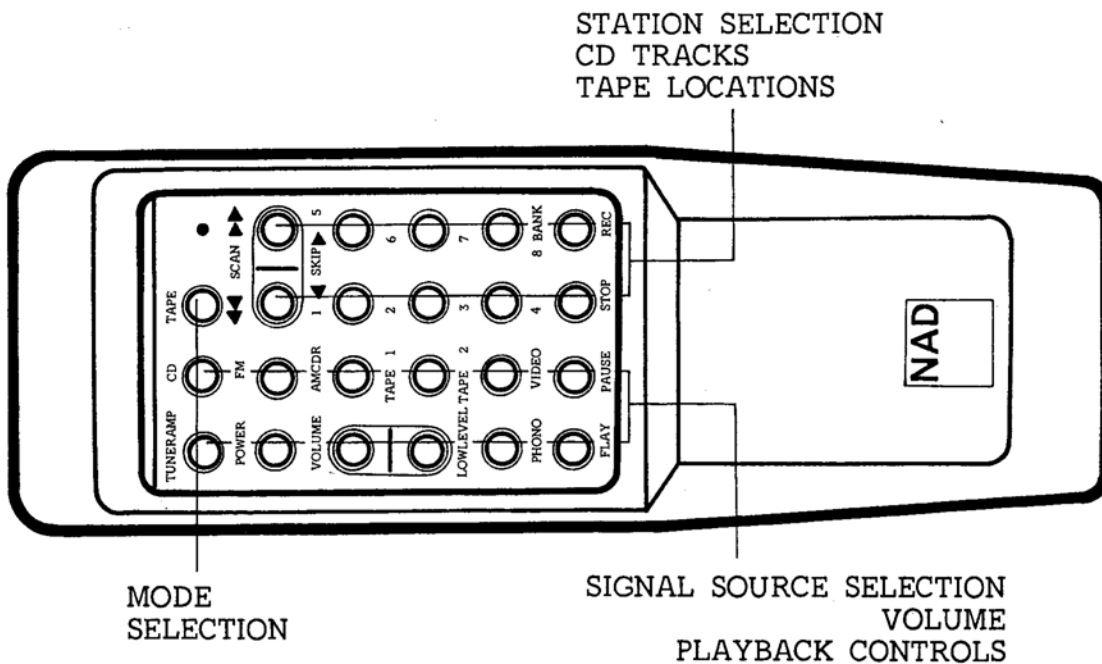 STATION SELECTION
CD TRACKS
TAPE LOCATIONS
TUNERAMP
CD
TAPE
POWER
FM
SCAN
VOLUME
AMCDR
1
SKIP
5
TAPE 1
2
6
LOWLEVEL
TAPE 2
3
7
PHONO
VIDEO
4
8 BANK
FLAY
PAUSE
STOP
REC
NAD
MODE
SELECTION
SIGNAL SOURCE SELECTION
VOLUME
PLAYBACK CONTROLS